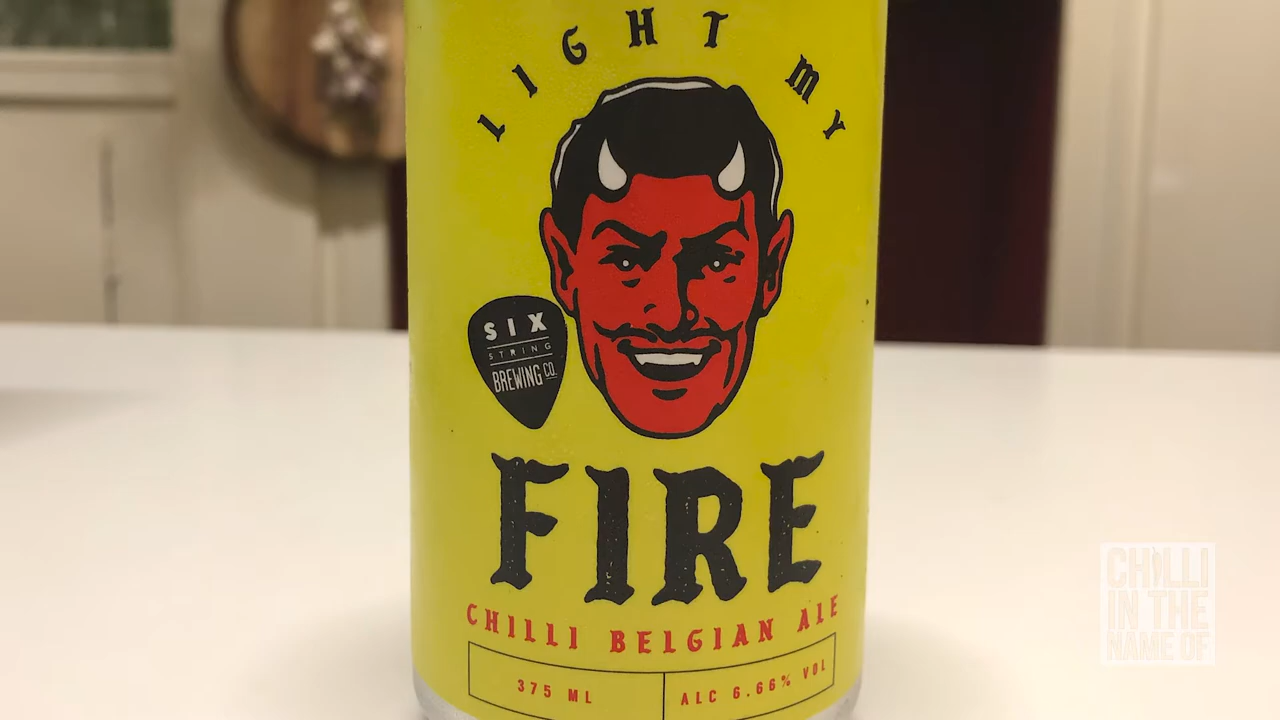 LIGHT MY
SIX
STRING
BREWING CO.
FIRE
CHILLI BELGIAN ALE
375 ML
ALC 6.66% VOL
CHILLI
IN THE
NAME OF